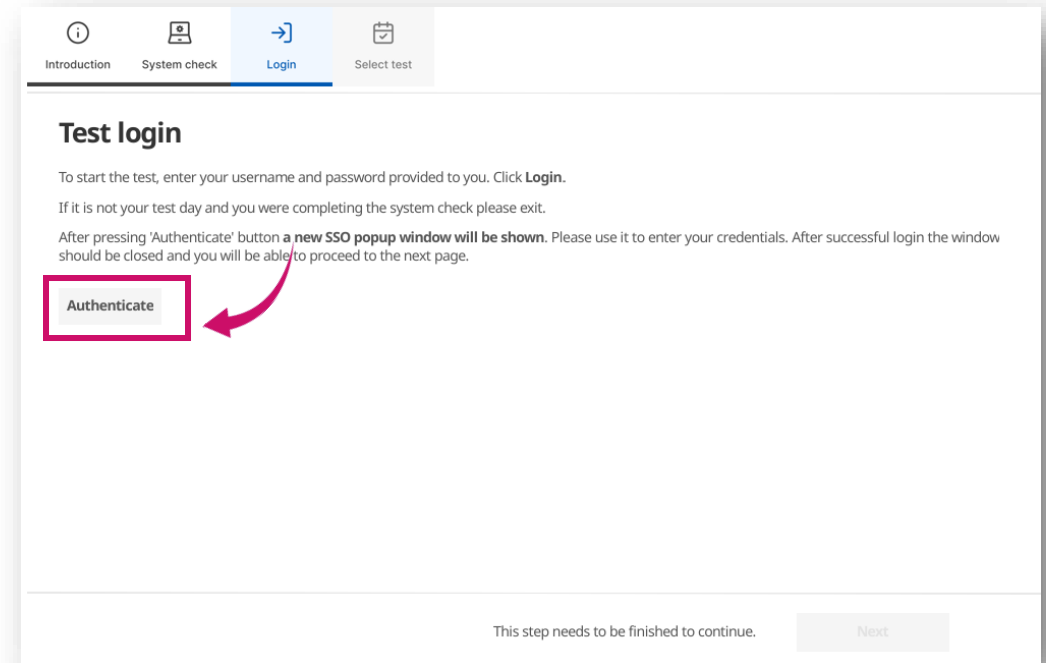 Introduction
System check
Login
Select test
Test login
To start the test, enter your username and password provided to you. Click Login.
If it is not your test day and you were completing the system check please exit.
After pressing 'Authenticate' button a new SSO popup window will be shown. Please use it to enter your credentials. After successful login the window
should be closed and you will be able to proceed to the next page.
Authenticate
This step needs to be finished to continue.
Next